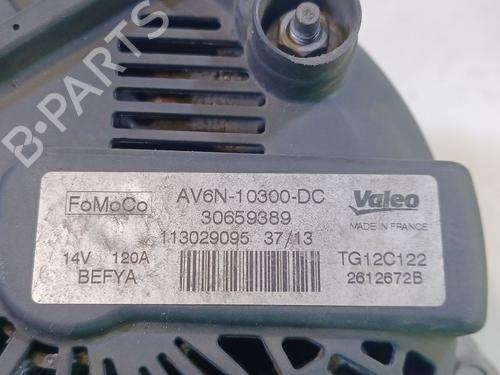 B-PARTS
FoMoCo
AV6N-10300-DC
30659389
113029095 37/13
14V 120A
BEFYA
Valeo
MADE IN FRANCE
TG12C122
2612672B